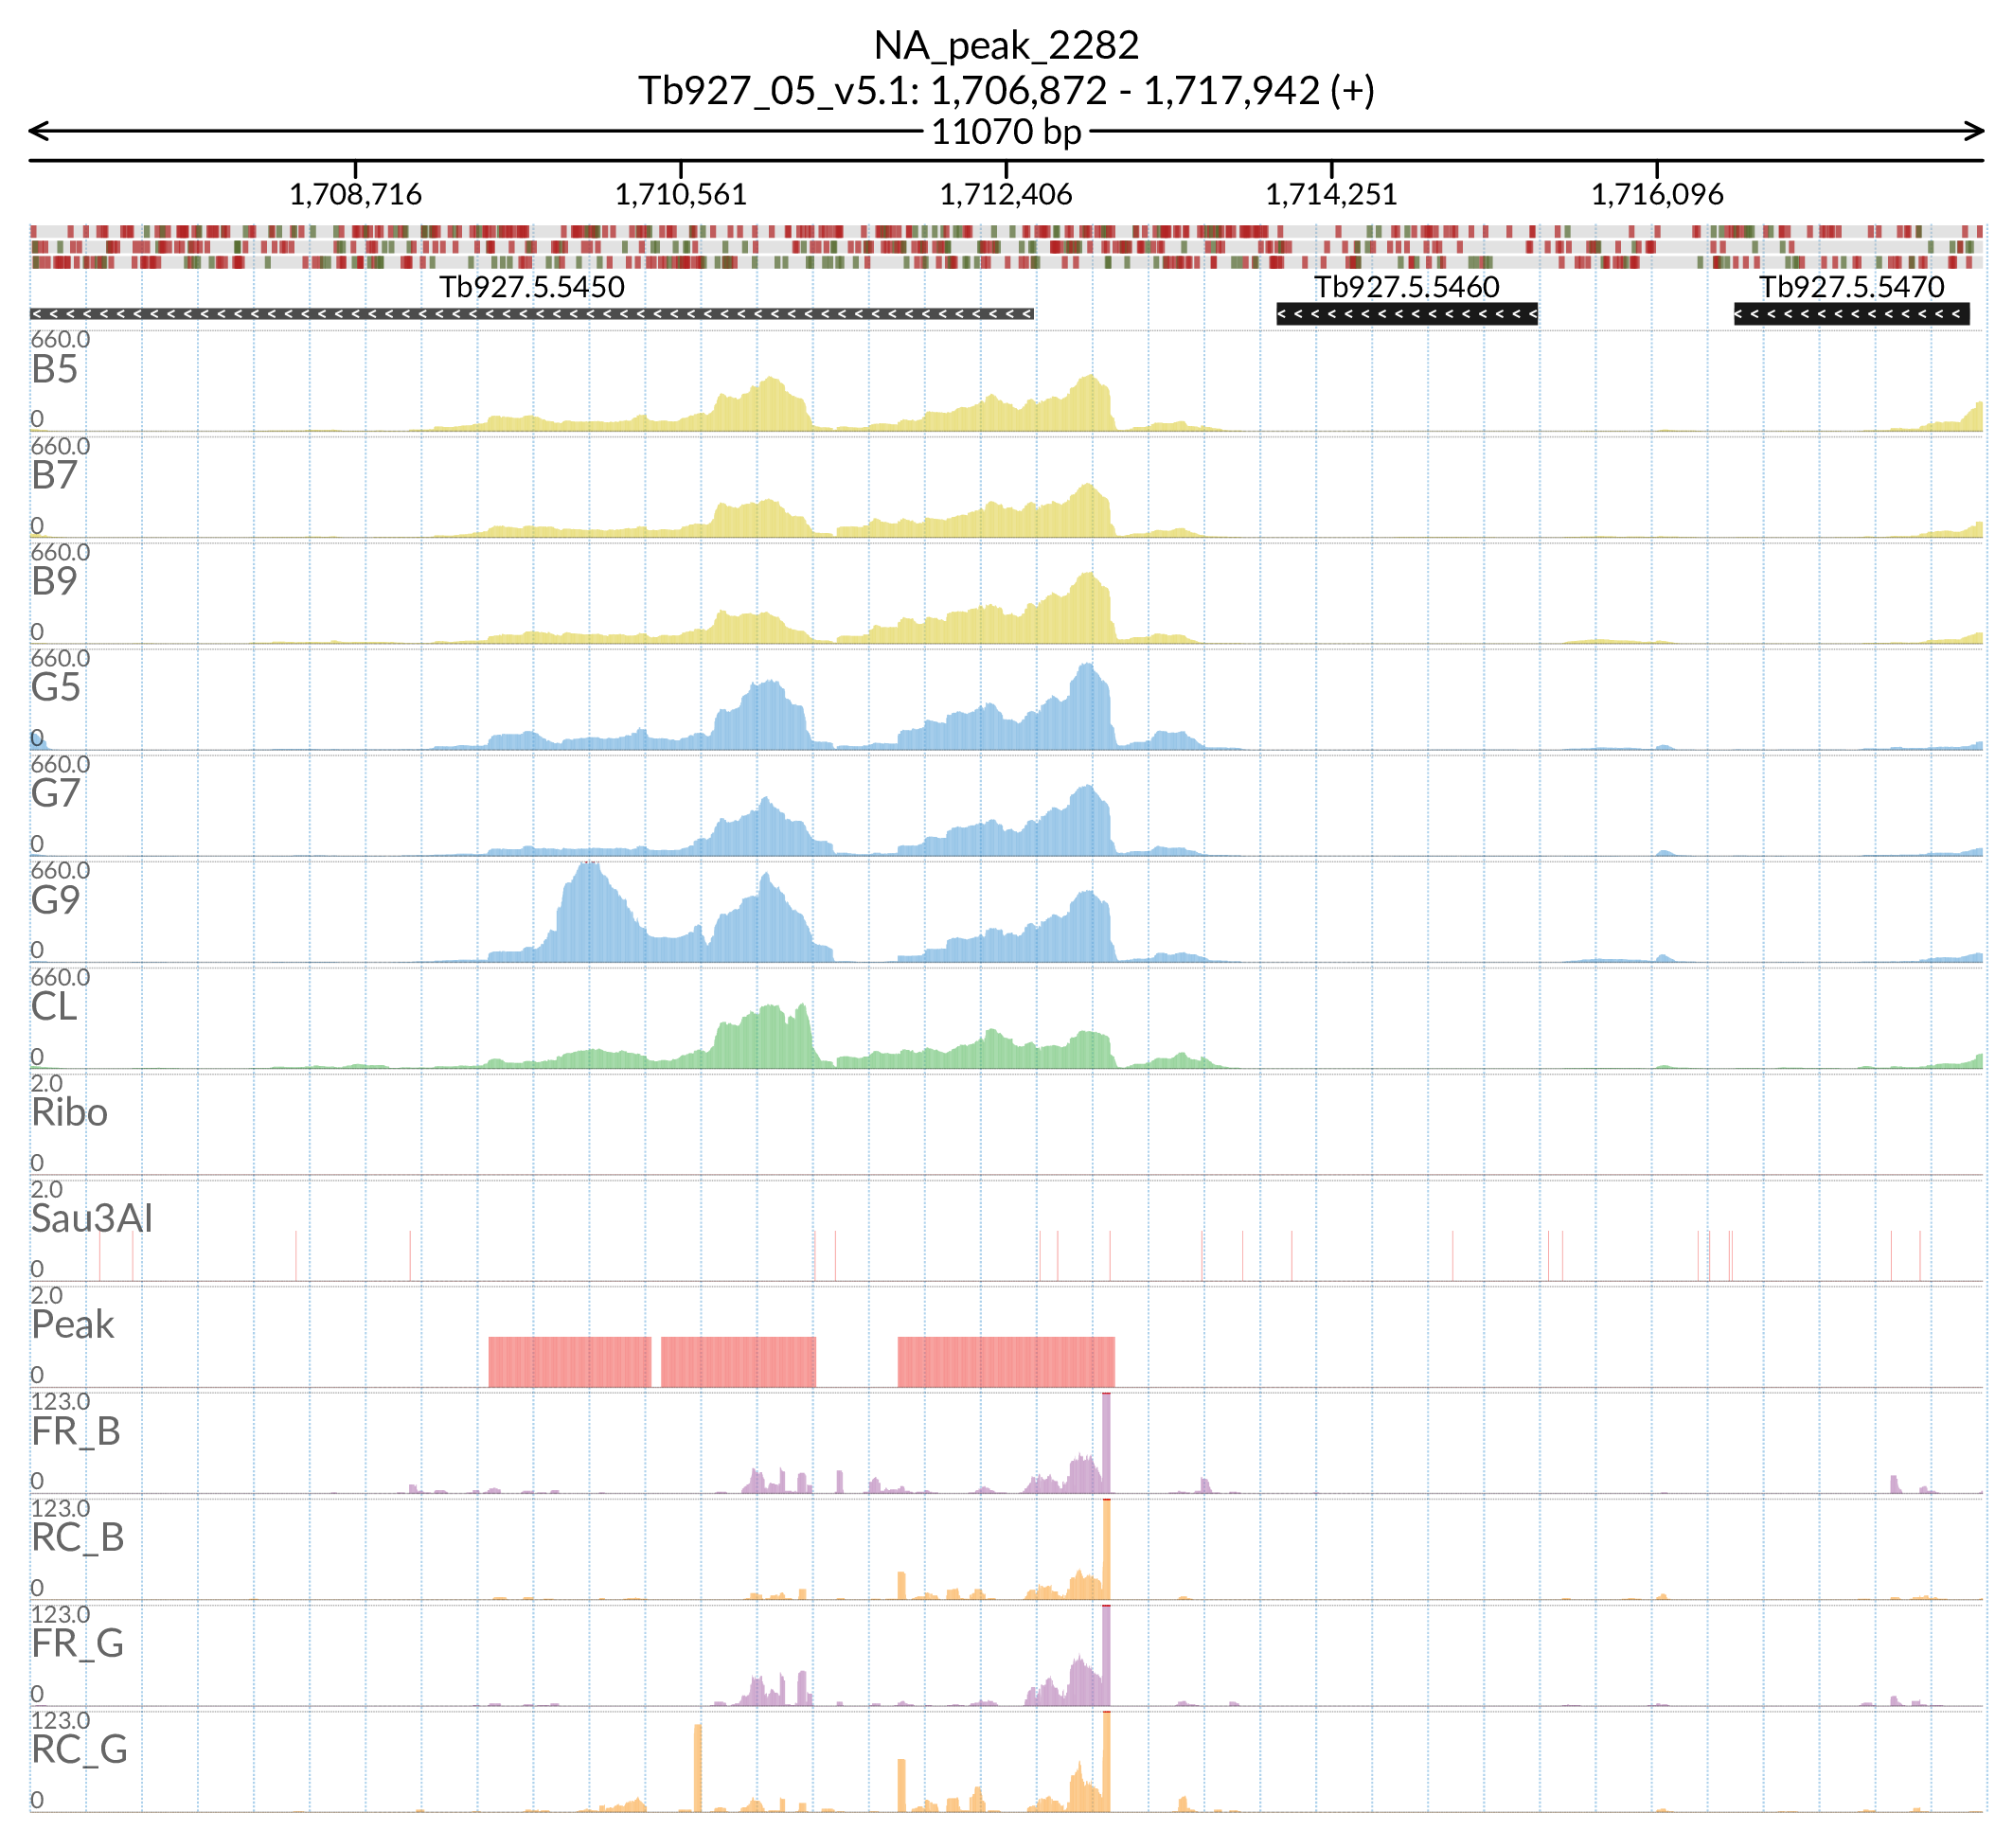 NA_peak_2282
Tb927_05_v5.1: 1,706,872 - 1,717,942 (+)
11070 bp
1,708,716 1,710,561 1,712,406 1,714,251 1,716,096
Tb927.5.5450 Tb927.5.5460 Tb927.5.5470
660.0
B5
0
660.0
B7
0
660.0
B9
0
660.0
G5
0
660.0
G7
0
660.0
G9
0
660.0
CL
0
2.0
Ribo
0
2.0
Sau3AI
0
2.0
Peak
0
123.0
FR_B
0
123.0
RC_B
0
123.0
FR_G
0
123.0
RC_G
0